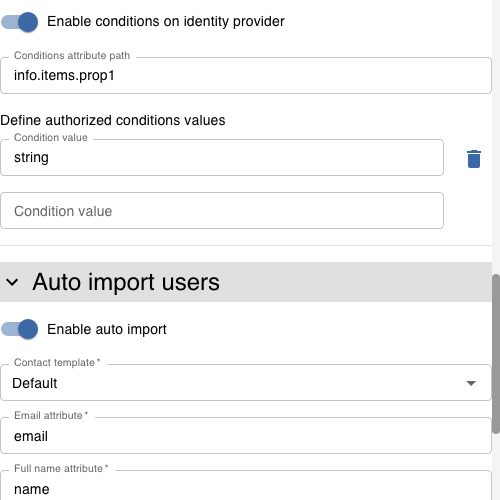 Enable conditions on identity provider
Conditions attribute path
info.items.prop1
Define authorized conditions values
Condition value
string
Condition value
Auto import users
Enable auto import
Contact template *
Default
Email attribute *
email
Full name attribute *
name